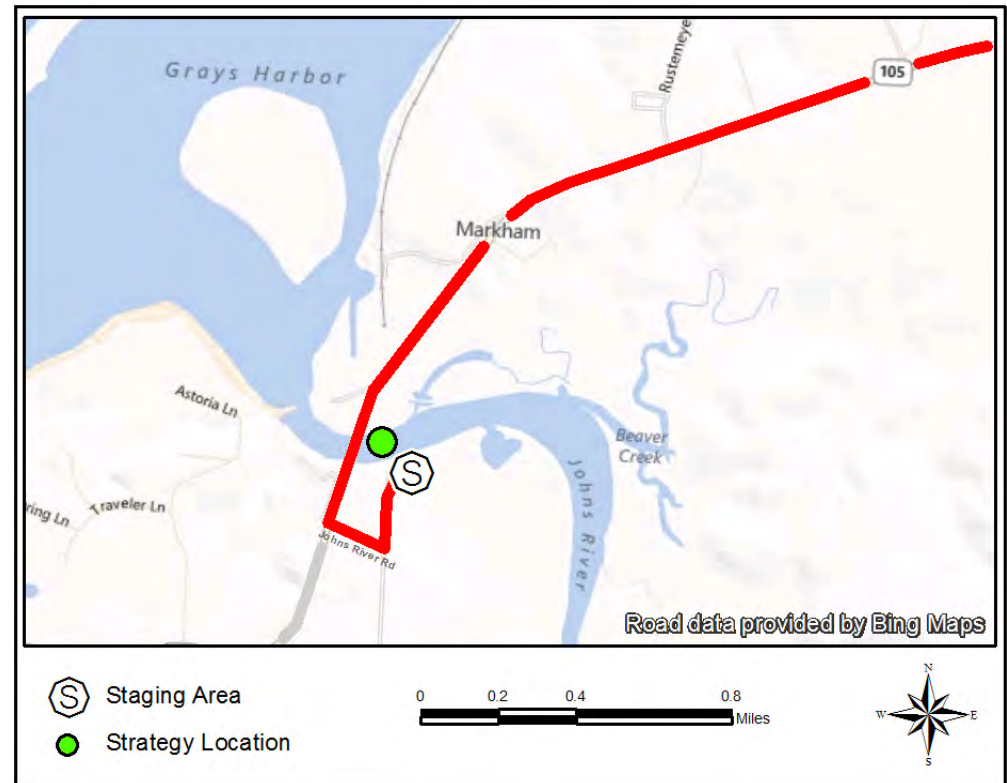 Grays Harbor
Rustemeye
105
Markham
Astoria Ln
Beaver
Creek
Johns River
Traveler Ln
ring Ln
S
Johns River Rd
Road data provided by Bing Maps
S Staging Area
Strategy Location
0 0.2 0.4 0.8
Miles
N
W E
S